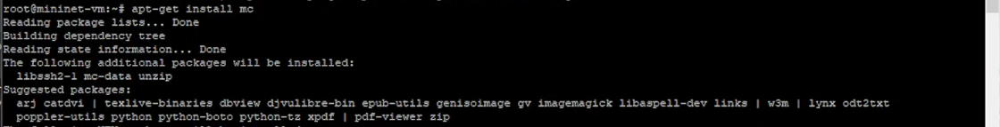 root@mininet-vm:~# apt-get install mc
Reading package lists... Done
Building dependency tree
Reading state information... Done
The following additional packages will be installed:
  libssh2-1 mc-data unzip
Suggested packages:
  arj catdvi | texlive-binaries dbview djvulibre-bin epub-utils genisoimage gv imagemagick libaspell-dev links | w3m | lynx odt2txt
  poppler-utils python python-boto python-tz xpdf | pdf-viewer zip